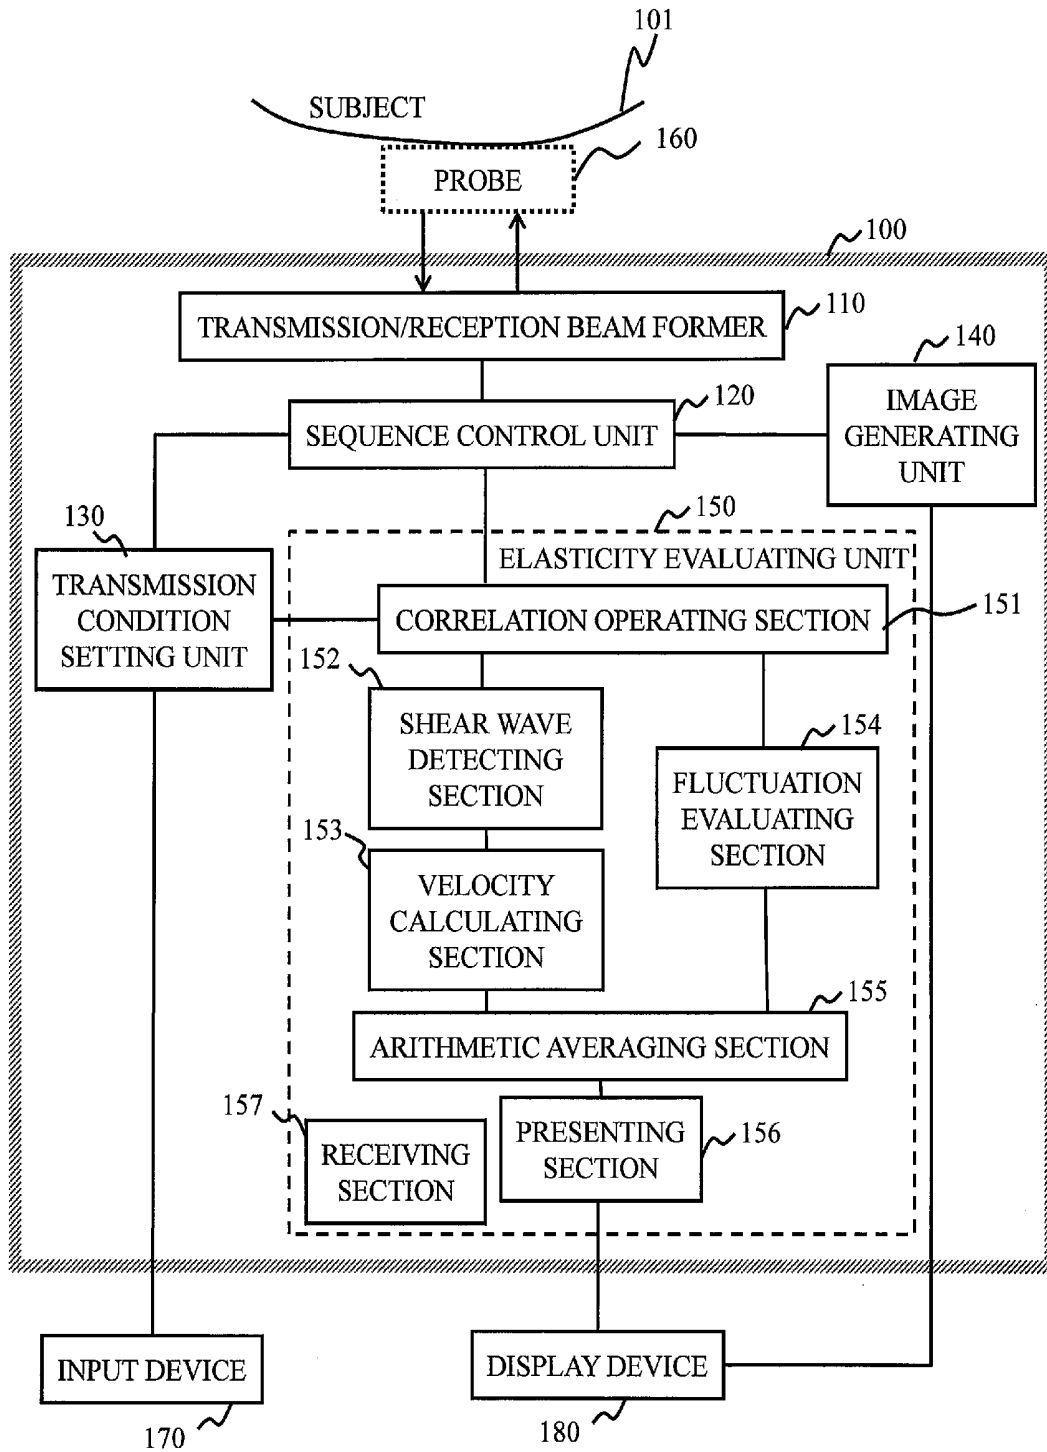 101
SUBJECT
160
PROBE
100
TRANSMISSION/RECEPTION BEAM FORMER
110
140
120
IMAGE
GENERATING
UNIT
SEQUENCE CONTROL UNIT
150
130
ELASTICITY EVALUATING UNIT
TRANSMISSION
CONDITION
SETTING UNIT
CORRELATION OPERATING SECTION
151
152
SHEAR WAVE
DETECTING
SECTION
154
FLUCTUATION
EVALUATING
SECTION
153
VELOCITY
CALCULATING
SECTION
155
ARITHMETIC AVERAGING SECTION
157
RECEIVING
SECTION
PRESENTING
SECTION
156
INPUT DEVICE
170
DISPLAY DEVICE
180